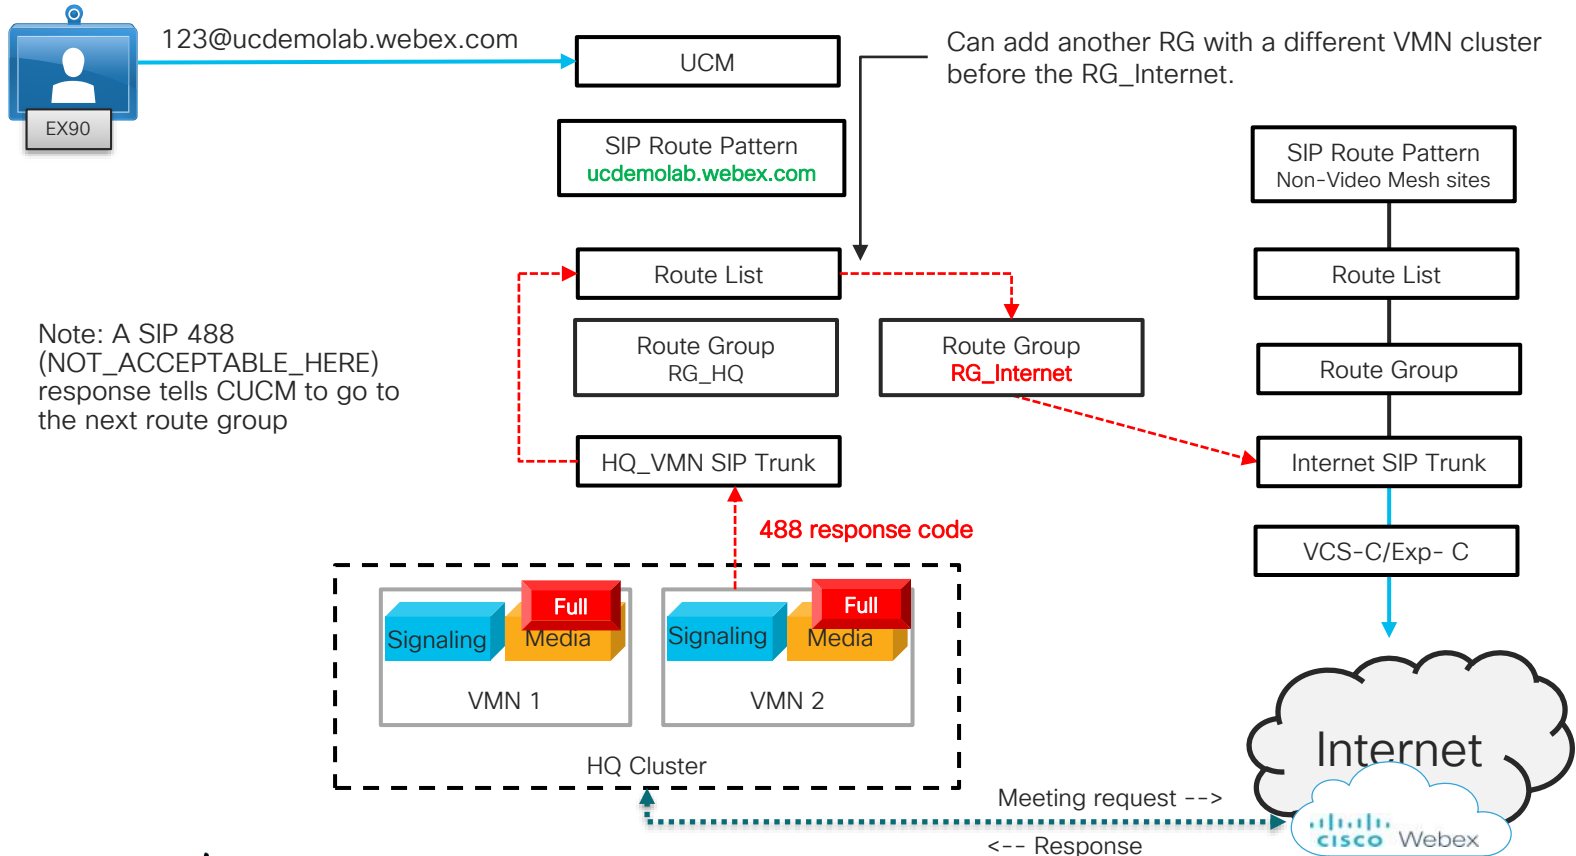 123@ucdemolab.webex.com
EX90
UCM
Can add another RG with a different VMN cluster
before the RG_Internet.
SIP Route Pattern
ucdemolab.webex.com
SIP Route Pattern
Non-Video Mesh sites
Route List
Route List
Note: A SIP 488
(NOT_ACCEPTABLE_HERE)
response tells CUCM to go to
the next route group
Route Group
RG_HQ
Route Group
RG_Internet
Route Group
HQ_VMN SIP Trunk
Internet SIP Trunk
488 response code
VCS-C/Exp- C
Full
Signaling
Media
VMN 1
Full
Signaling
Media
VMN 2
HQ Cluster
Internet
Meeting request -->
<-- Response
CISCO Webex